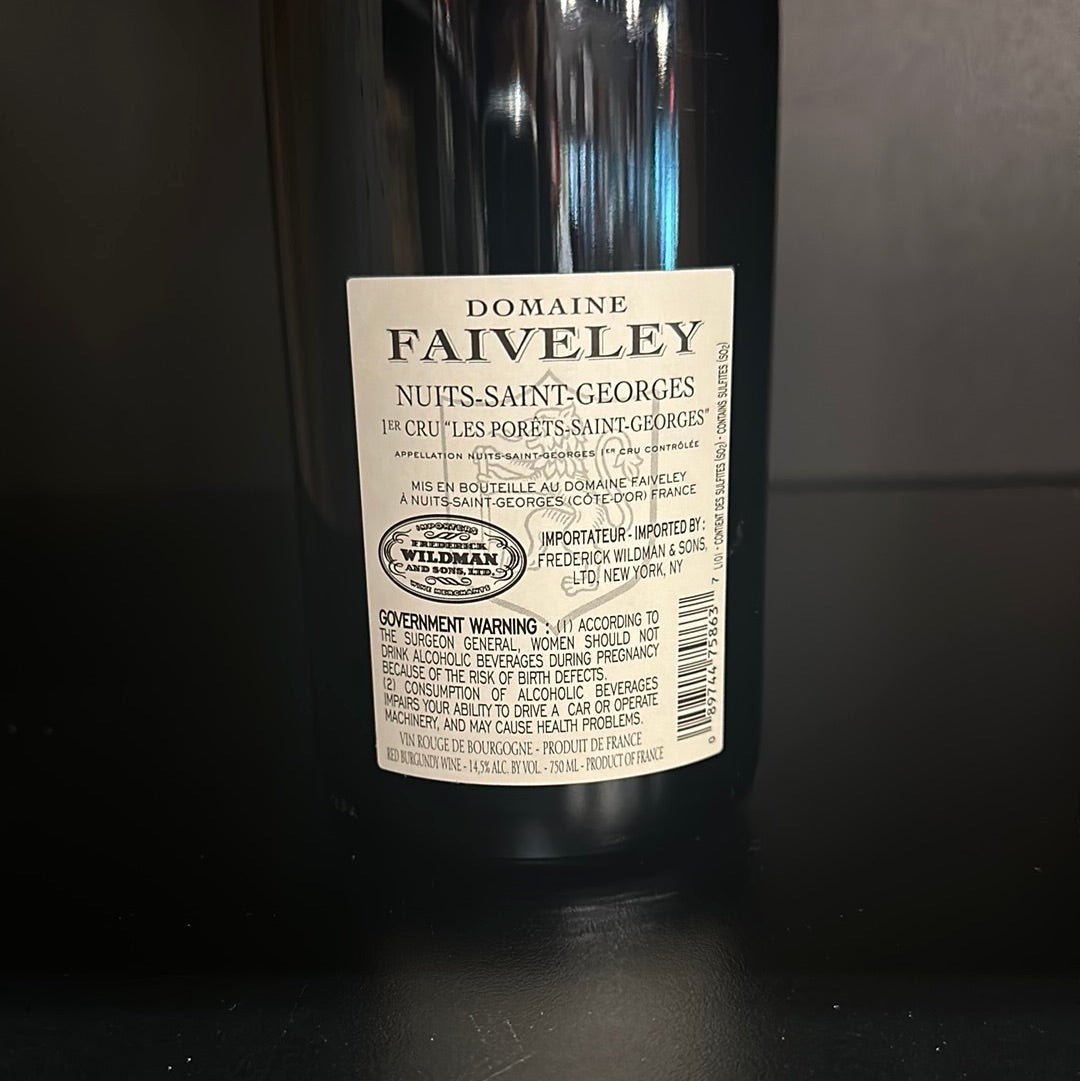 DOMAINE
FAIVELEY
NUITS-SAINT-GEORGES
1ER CRU "LES PORÊTS-SAINT-GEORGES"
APPELLATION NUITS-SAINT-GEORGES 1ER CRU CONTRÔLÉE
MIS EN BOUTEILLE AU DOMAINE FAIVELEY
À NUITS-SAINT-GEORGES (CÔTE-D'OR) FRANCE
IMPORTERS
FREDERICK
WILDMAN
AND SONS, LTD.
WINE MERCHANTS
IMPORTATEUR - IMPORTED BY :
FREDERICK WILDMAN & SONS,
LTD, NEW YORK, NY
GOVERNMENT WARNING : (1) ACCORDING TO
THE SURGEON GENERAL, WOMEN SHOULD NOT
DRINK ALCOHOLIC BEVERAGES DURING PREGNANCY
BECAUSE OF THE RISK OF BIRTH DEFECTS.
(2) CONSUMPTION OF ALCOHOLIC BEVERAGES
IMPAIRS YOUR ABILITY TO DRIVE A CAR OR OPERATE
MACHINERY, AND MAY CAUSE HEALTH PROBLEMS.
VIN ROUGE DE BOURGOGNE - PRODUIT DE FRANCE
RED BURGUNDY WINE - 14,5% ALC. BY VOL. - 750 ML - PRODUCT OF FRANCE
0 89744 75863 7
(JO) - CONTIENT DES SULFITES (SO2) - CONTAINS SULFITES (SO2)